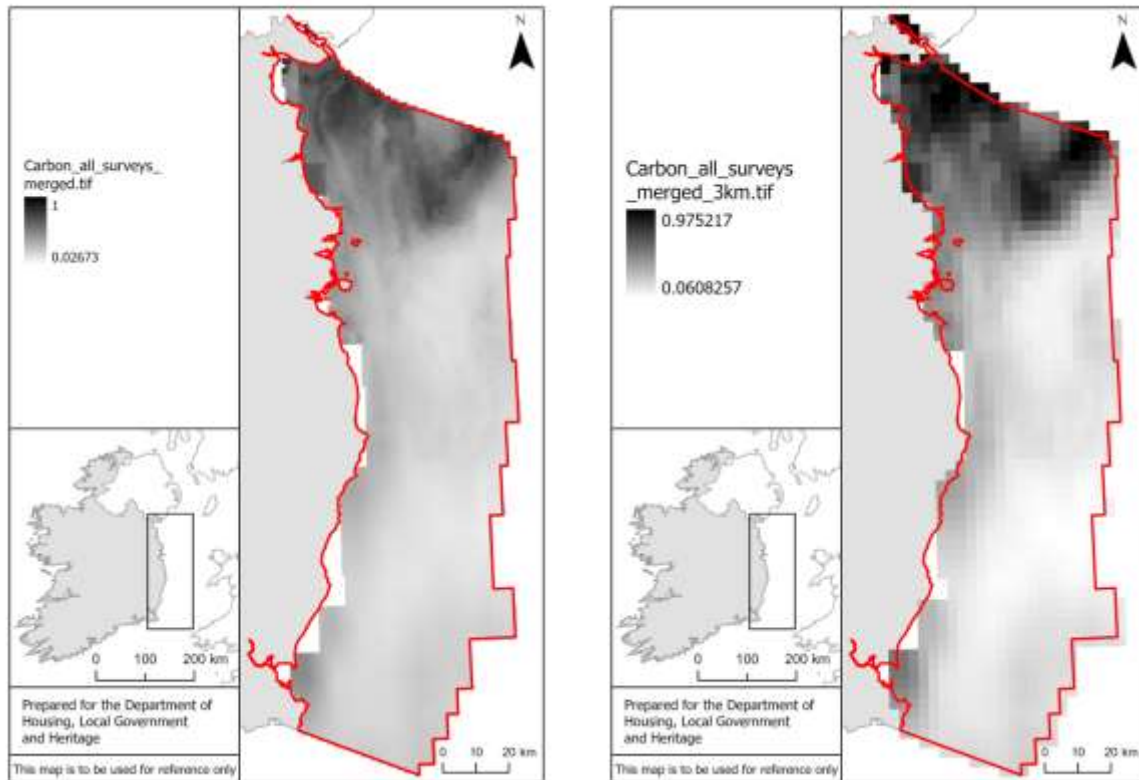 N
Carbon_all_surveys_
merged.tif
1
0.02673
0 100 200 km
Prepared for the Department of
Housing, Local Government
and Heritage
This map is to be used for reference only
0 10 20 km
N
Carbon_all_surveys
_merged_3km.tif
0.975217
0.0608257
0 100 200 km
Prepared for the Department of
Housing, Local Government
and Heritage
This map is to be used for reference only
0 10 20 km